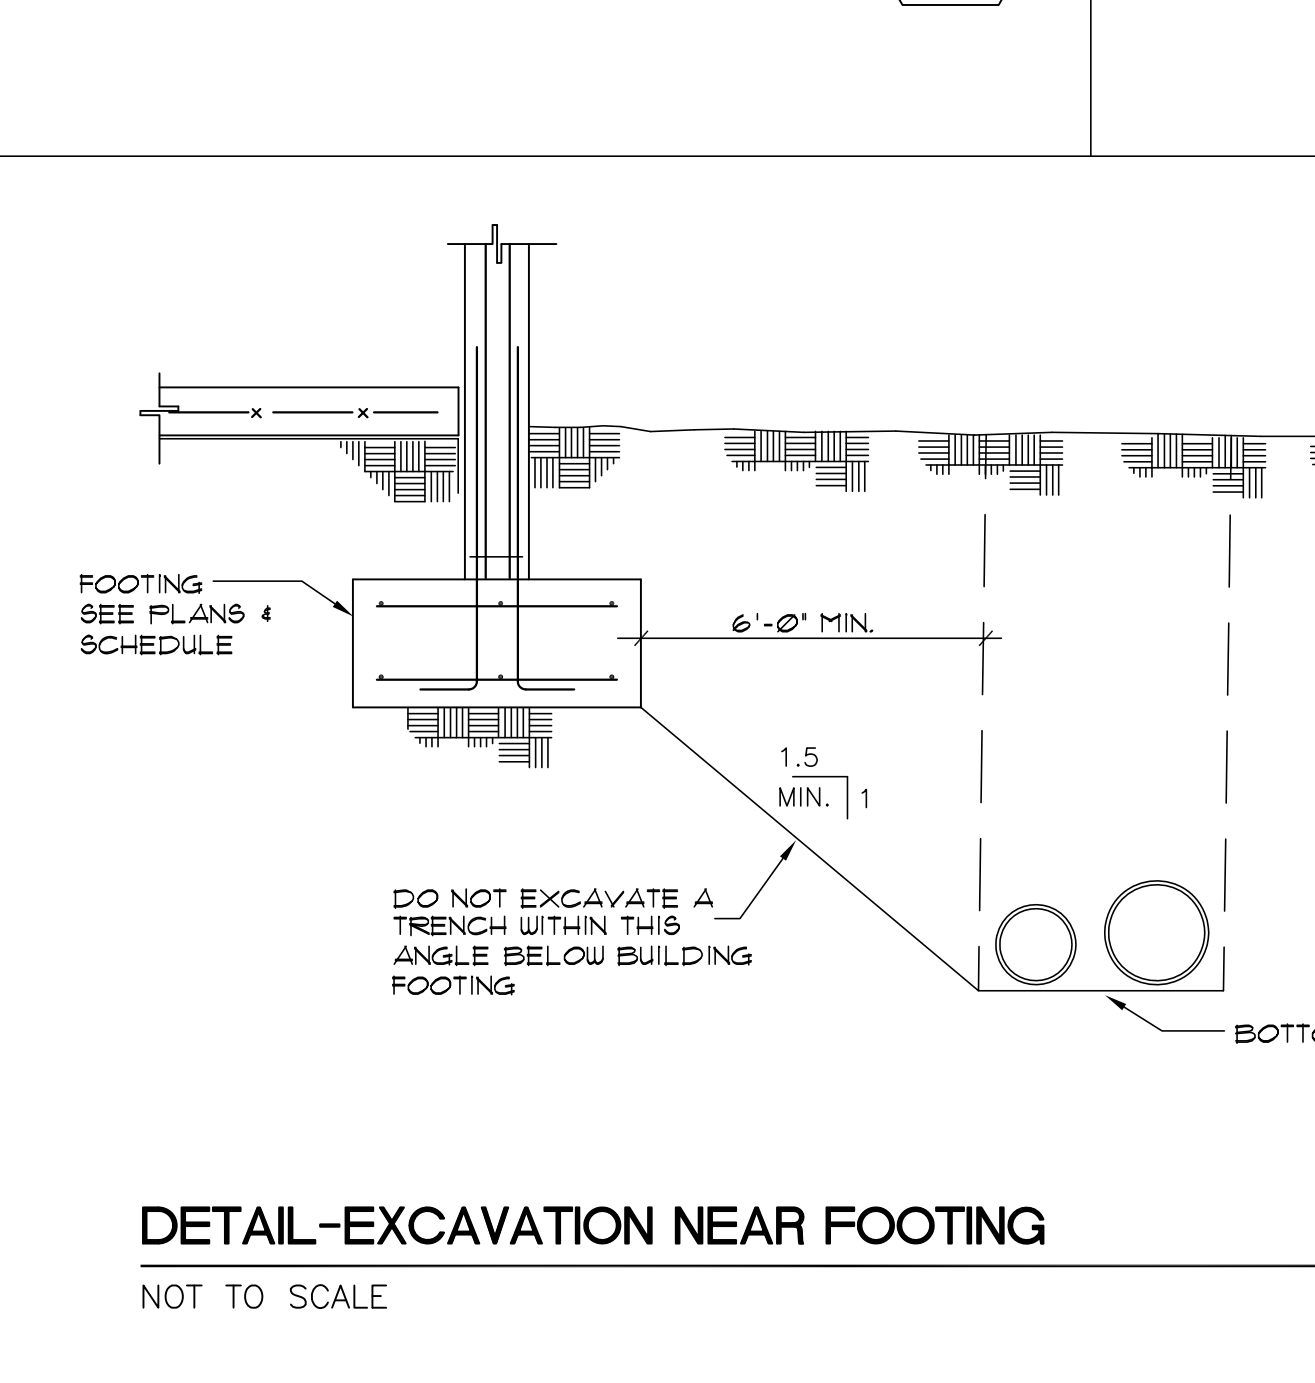 FOOTING
SEE PLANS &
SCHEDULE
6'-0" MIN.
1.5
MIN. 1
DO NOT EXCAVATE A
TRENCH WITHIN THIS
ANGLE BELOW BUILDING
FOOTING
DETAIL-EXCAVATION NEAR FOOTING
NOT TO SCALE